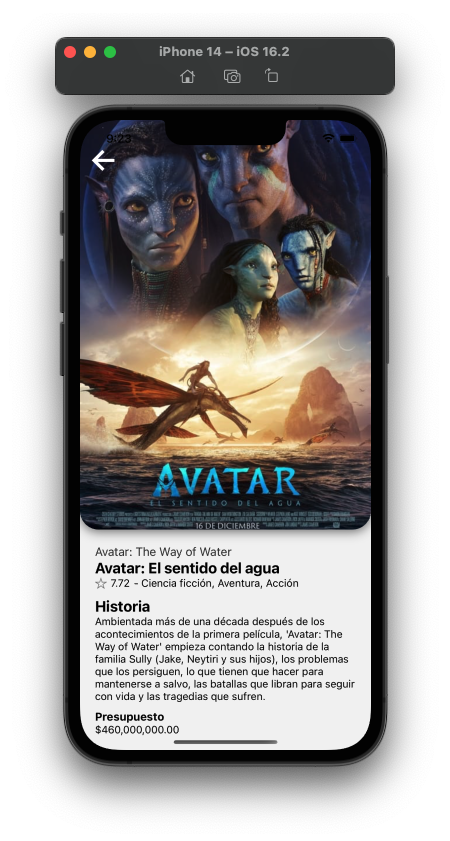 iPhone 14 – iOS 16.2
9:23
AVATAR
EL SENTIDO DEL AGUA
16 DE DICIEMBRE
Avatar: The Way of Water
Avatar: El sentido del agua
7.72 - Ciencia ficción, Aventura, Acción
Historia
Ambientada más de una década después de los
acontecimientos de la primera película, 'Avatar: The
Way of Water' empieza contando la historia de la
familia Sully (Jake, Neytiri y sus hijos), los problemas
que los persiguen, lo que tienen que hacer para
mantenerse a salvo, las batallas que libran para seguir
con vida y las tragedias que sufren.
Presupuesto
$460,000,000.00